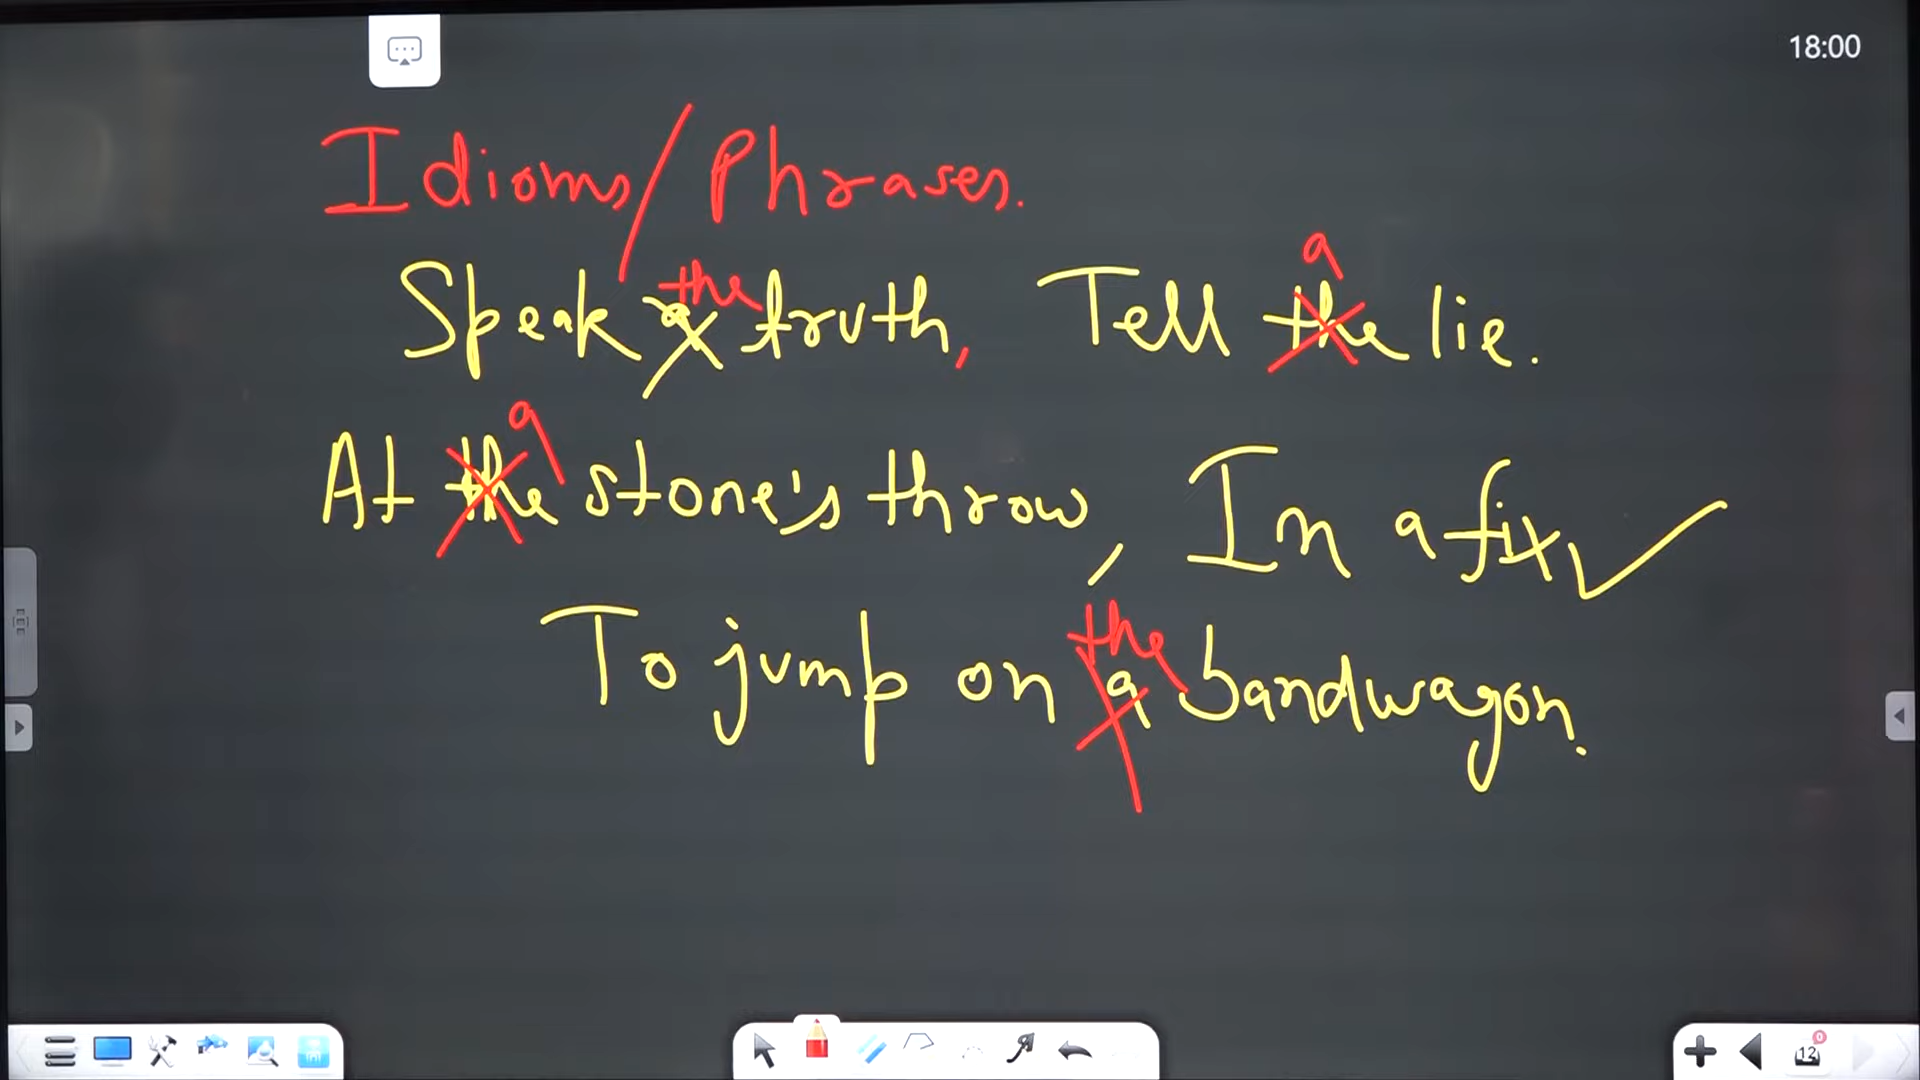 18:00
Idioms/Phrases.
the a
Speak a truth, Tell the lie.
a
At the stone's throw, In a fix
the
To jump on a bandwagon.
12